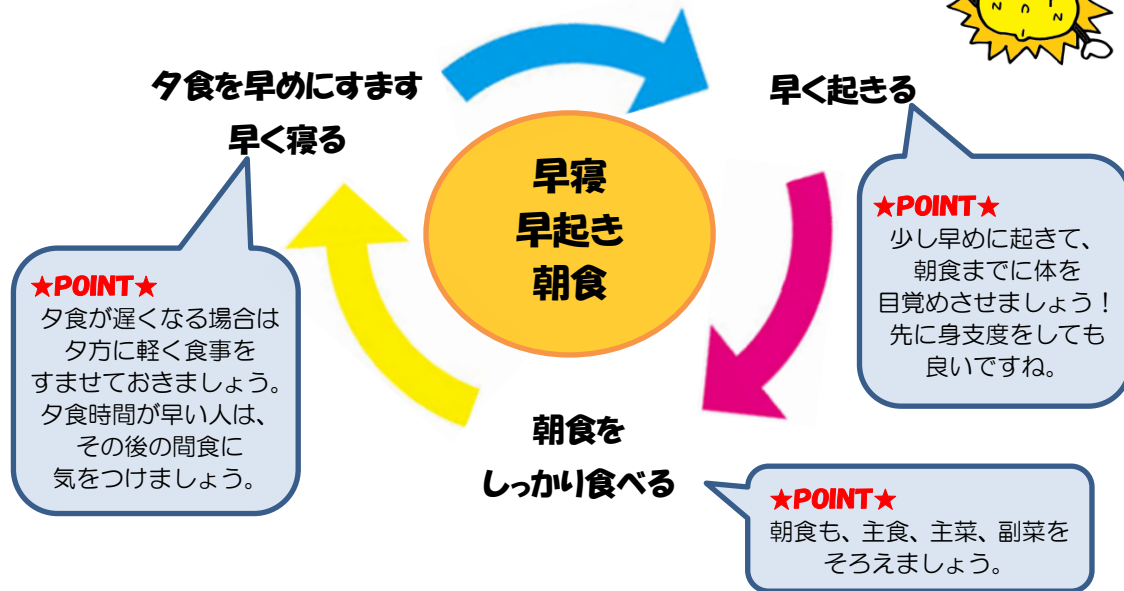 夕食を早めにすます
早く寝る
早く起きる
早寝
早起き
朝食
★POINT★
少し早めに起きて、
朝食までに体を
目覚めさせましょう！
先に身支度をしても
良いですね。
★POINT★
夕食が遅くなる場合は
夕方に軽く食事を
すませておきましょう。
夕食時間が早い人は、
その後の間食に
気をつけましょう。
朝食を
しっかり食べる
★POINT★
朝食も、主食、主菜、副菜を
そろえましょう。